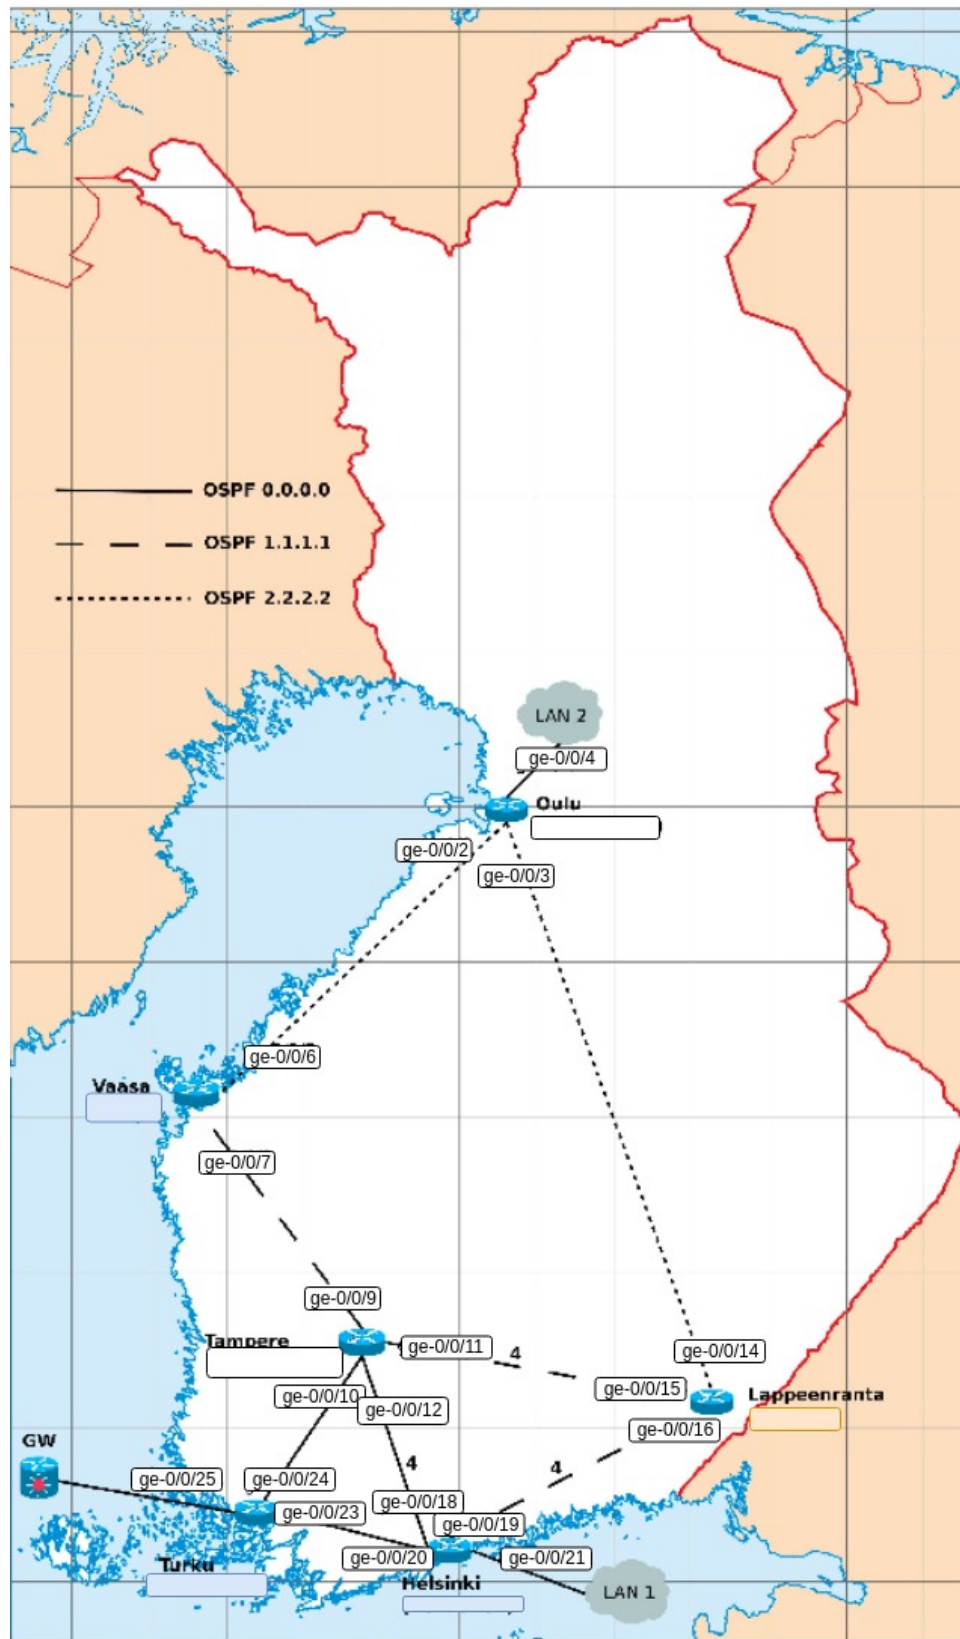 OSPF 0.0.0.0
OSPF 1.1.1.1
OSPF 2.2.2.2
LAN 2
ge-0/0/4
Oulu
ge-0/0/2
ge-0/0/3
ge-0/0/6
Vaasa
ge-0/0/7
ge-0/0/9
Tampere
ge-0/0/11
4
ge-0/0/14
ge-0/0/10
ge-0/0/12
ge-0/0/15
Lappeenranta
ge-0/0/16
GW
ge-0/0/25
ge-0/0/24
4
4
ge-0/0/23
ge-0/0/18
ge-0/0/19
ge-0/0/20
ge-0/0/21
Turku
Helsinki
LAN 1